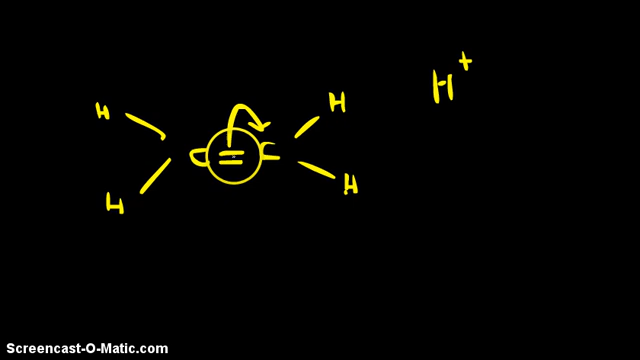 H H H⁺
C = C
H H
Screencast-O-Matic.com